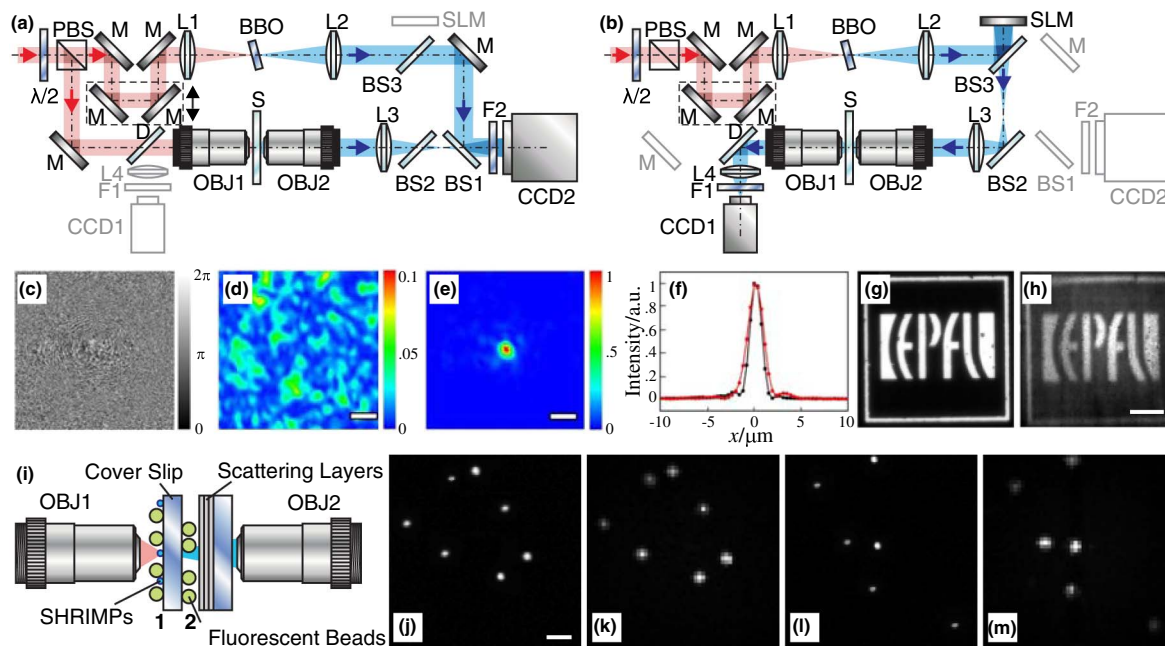 (a)
PBS
M
M
L1
BBO
L2
SLM
M
BS3
λ/2
M
M
D
S
L3
F2
M
L4
F1
OBJ1
OBJ2
BS2
BS1
CCD2
CCD1
(b)
PBS
M
M
L1
BBO
L2
SLM
M
BS3
λ/2
M
M
D
S
L3
F2
M
L4
F1
OBJ1
OBJ2
BS2
BS1
CCD2
CCD1
(c)
2π
π
0
(d)
0.1
.05
0
(e)
1
.5
0
(f)
Intensity/a.u.
1
.8
.6
.4
.2
0
-10
-5
0
5
10
x/μm
(g)
EPFL
(h)
EPFL
(i)
Cover Slip
Scattering Layers
OBJ1
OBJ2
SHRIMPs
1
2
Fluorescent Beads
(j)
(k)
(l)
(m)